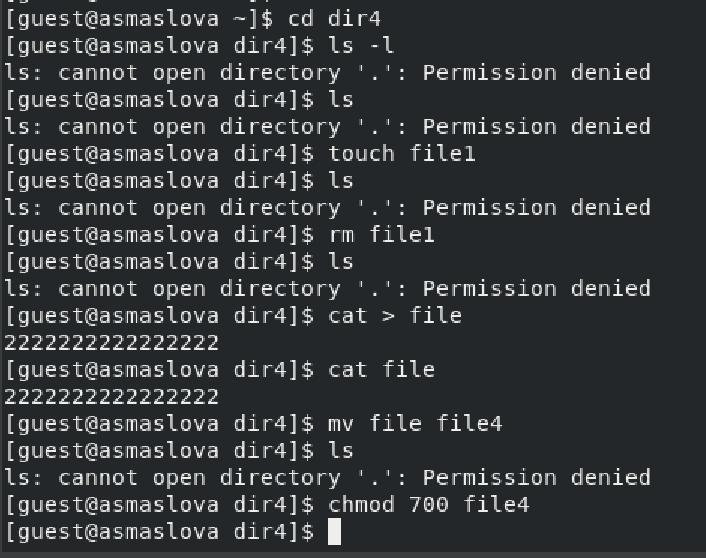 [guest@asmaslova ~]$ cd dir4
[guest@asmaslova dir4]$ ls -l
ls: cannot open directory '.': Permission denied
[guest@asmaslova dir4]$ ls
ls: cannot open directory '.': Permission denied
[guest@asmaslova dir4]$ touch file1
[guest@asmaslova dir4]$ ls
ls: cannot open directory '.': Permission denied
[guest@asmaslova dir4]$ rm file1
[guest@asmaslova dir4]$ ls
ls: cannot open directory '.': Permission denied
[guest@asmaslova dir4]$ cat > file
2222222222222222
[guest@asmaslova dir4]$ cat file
2222222222222222
[guest@asmaslova dir4]$ mv file file4
[guest@asmaslova dir4]$ ls
ls: cannot open directory '.': Permission denied
[guest@asmaslova dir4]$ chmod 700 file4
[guest@asmaslova dir4]$